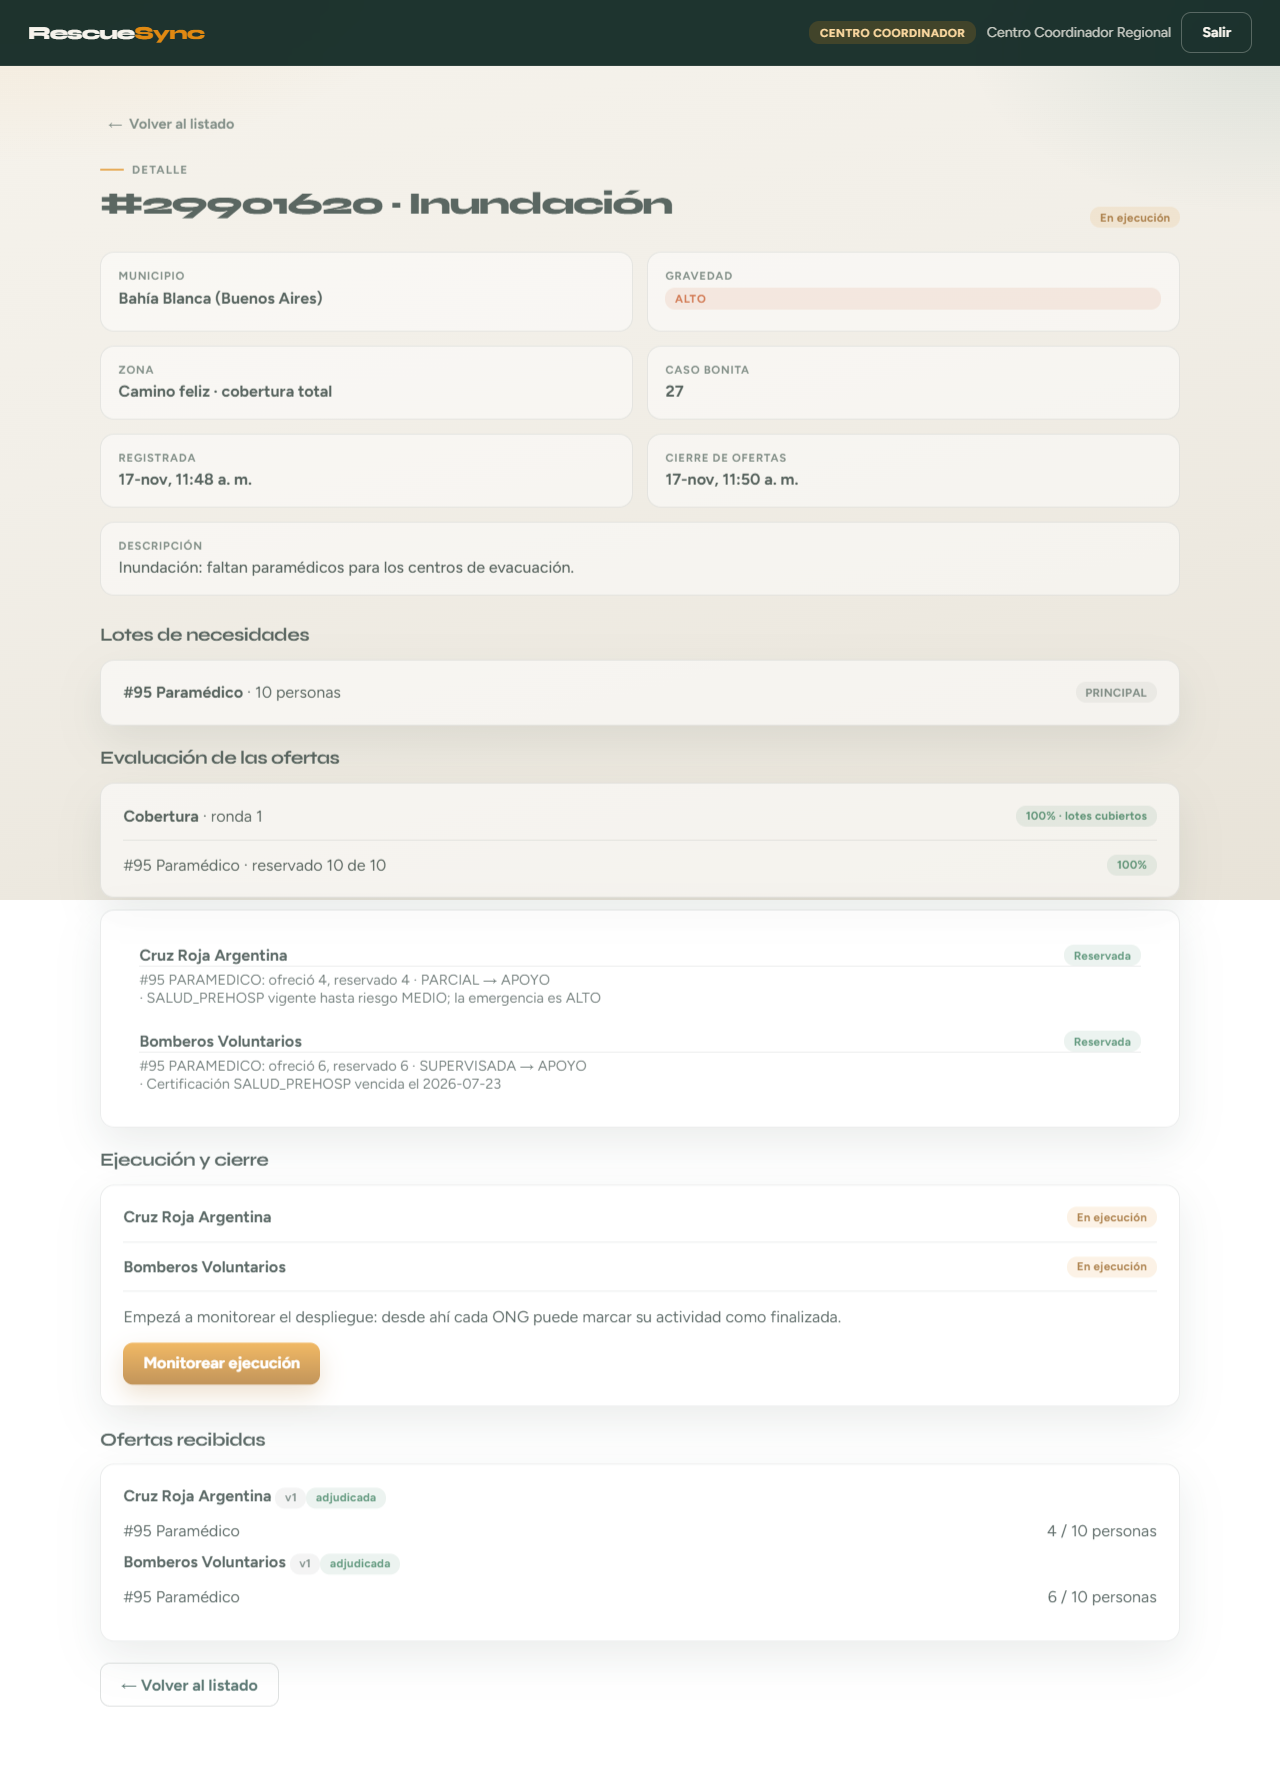 RescueSync
CENTRO COORDINADOR
Centro Coordinador Regional
Salir
← Volver al listado
DETALLE
#29901620 · Inundación
En ejecución
MUNICIPIO
Bahía Blanca (Buenos Aires)
GRAVEDAD
ALTO
ZONA
Camino feliz · cobertura total
CASO BONITA
27
REGISTRADA
17-nov, 11:48 a. m.
CIERRE DE OFERTAS
17-nov, 11:50 a. m.
DESCRIPCIÓN
Inundación: faltan paramédicos para los centros de evacuación.
Lotes de necesidades
#95 Paramédico · 10 personas
PRINCIPAL
Evaluación de las ofertas
Cobertura · ronda 1
100% · lotes cubiertos
#95 Paramédico · reservado 10 de 10
100%
Cruz Roja Argentina
Reservada
#95 PARAMEDICO: ofreció 4, reservado 4 · PARCIAL → APOYO
· SALUD_PREHOSP vigente hasta riesgo MEDIO; la emergencia es ALTO
Bomberos Voluntarios
Reservada
#95 PARAMEDICO: ofreció 6, reservado 6 · SUPERVISADA → APOYO
· Certificación SALUD_PREHOSP vencida el 2026-07-23
Ejecución y cierre
Cruz Roja Argentina
En ejecución
Bomberos Voluntarios
En ejecución
Empezá a monitorear el despliegue: desde ahí cada ONG puede marcar su actividad como finalizada.
Monitorear ejecución
Ofertas recibidas
Cruz Roja Argentina v1 adjudicada
#95 Paramédico
4 / 10 personas
Bomberos Voluntarios v1 adjudicada
#95 Paramédico
6 / 10 personas
← Volver al listado